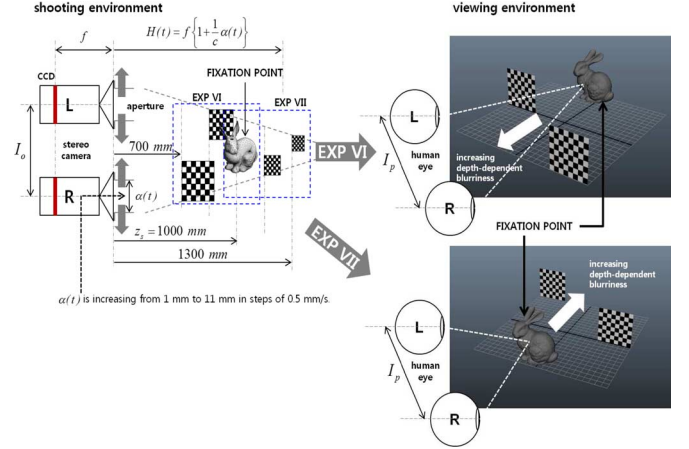 shooting environment
viewing environment
f
H(t) = f{1+1/c α(t)}
CCD
L
aperture
FIXATION POINT
EXP VI
EXP VII
I_o
stereo
camera
700 mm
R
α(t)
z_s = 1000 mm
1300 mm
α(t) is increasing from 1 mm to 11 mm in steps of 0.5 mm/s.
EXP VI
EXP VII
L
I_p
human
eye
R
increasing
depth-dependent
blurriness
FIXATION POINT
increasing
depth-dependent
blurriness
L
I_p
human
eye
R